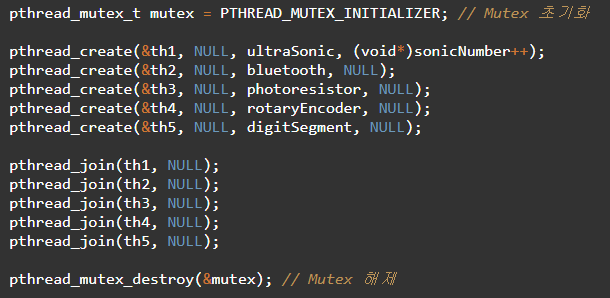 pthread_mutex_t mutex = PTHREAD_MUTEX_INITIALIZER; // Mutex 초기화
pthread_create(&th1, NULL, ultraSonic, (void*)sonicNumber++);
pthread_create(&th2, NULL, bluetooth, NULL);
pthread_create(&th3, NULL, photoresistor, NULL);
pthread_create(&th4, NULL, rotaryEncoder, NULL);
pthread_create(&th5, NULL, digitSegment, NULL);
pthread_join(th1, NULL);
pthread_join(th2, NULL);
pthread_join(th3, NULL);
pthread_join(th4, NULL);
pthread_join(th5, NULL);
pthread_mutex_destroy(&mutex); // Mutex 해제